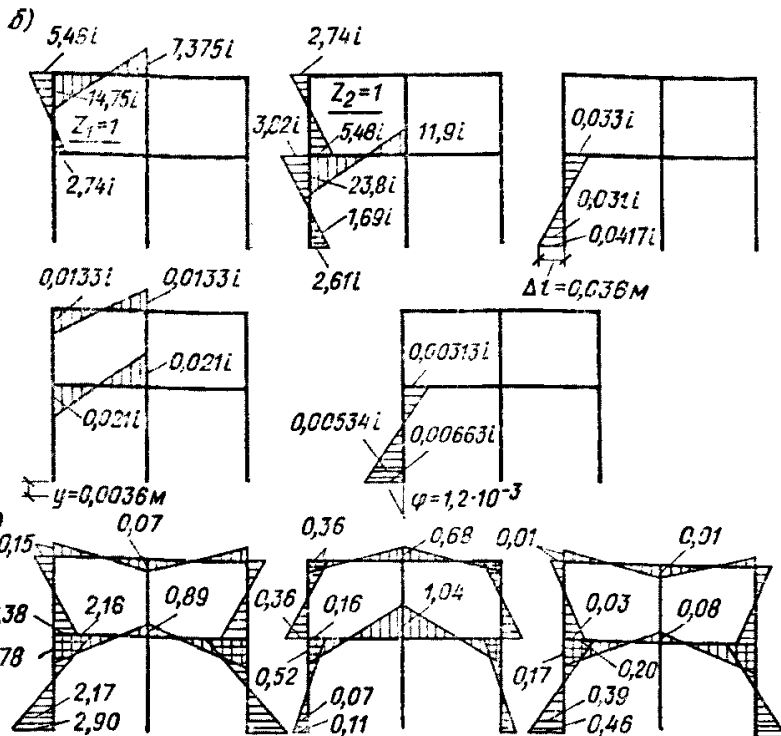 б)
5,48i
7,375i
14,75i
Z₁=1
2,74i
2,74i
Z₂=1
3,02i
5,48i
11,9i
23,8i
1,69i
2,61i
0,033i
0,031i
0,0417i
Δi=0,036м
0,0133i
0,0133i
0,021i
0,021i
y=0,0036м
0,00313i
0,00534i
0,00663i
φ=1,2·10⁻³
)
0,15
0,07
0,36
0,68
0,01
0,01
,38
2,16
0,89
,78
0,36
0,16
1,04
0,52
0,03
0,08
0,17
0,20
2,17
2,90
0,07
0,11
0,39
0,46